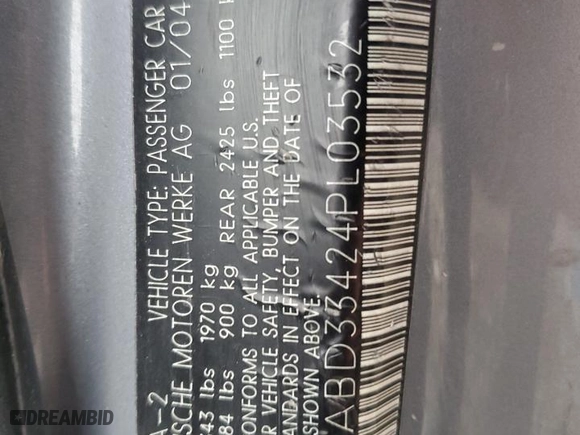 A-2 VEHICLE TYPE: PASSENGER CAR
ISCHE MOTOREN-WERKE AG 01/04
43 lbs 1970 kg
84 lbs 900 kg REAR 2425 lbs 1100
ONFORMS TO ALL APPLICABLE U.S.
R VEHICLE SAFETY, BUMPER AND THEFT
ANDARDS IN EFFECT ON THE DATE OF
SHOWN ABOVE.
ABD33424PL03532
DREAMBID